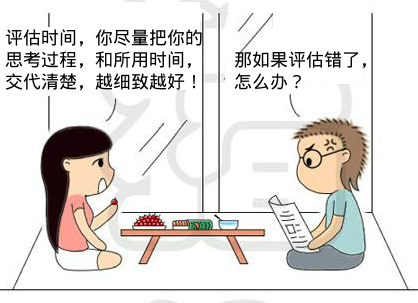 评估时间，你尽量把你的
思考过程，和所用时间，
交代清楚，越细致越好！
那如果评估错了，
怎么办？